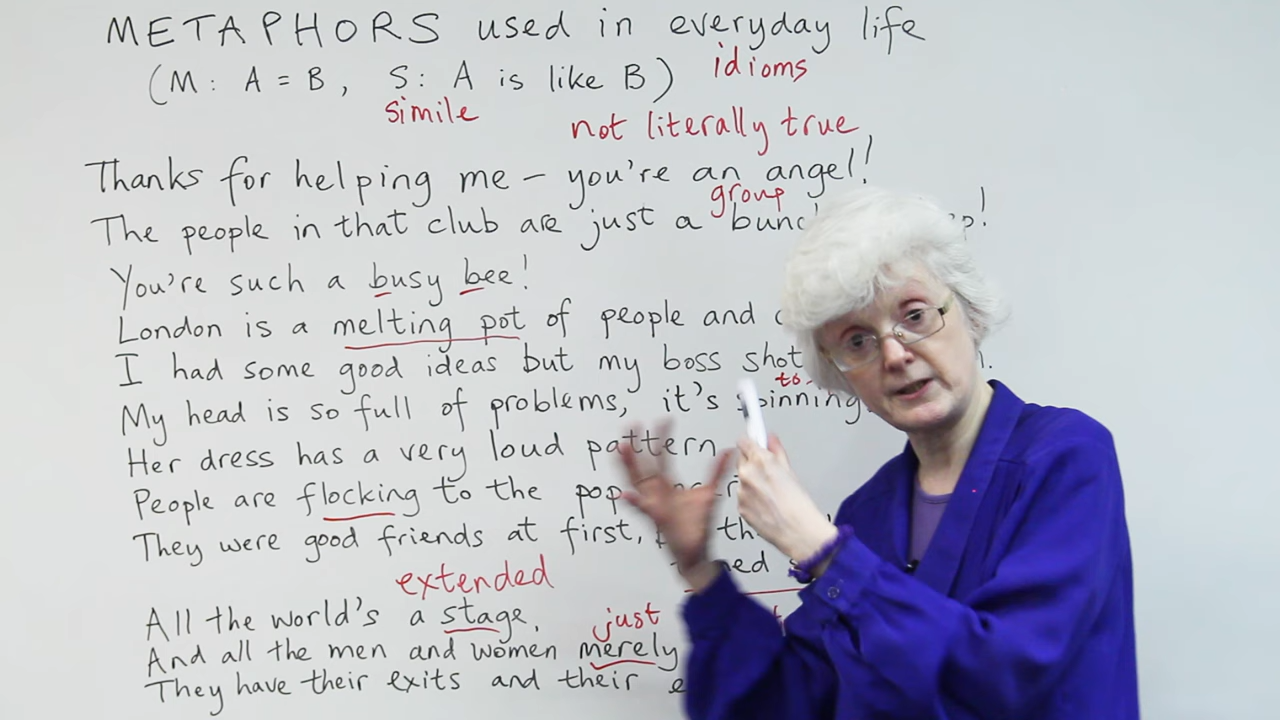 METAPHORS used in everyday life
(M: A = B, S: A is like B) idioms
simile
not literally true
Thanks for helping me – you're an angel!
group
The people in that club are just a
You're such a busy bee!
London is a melting pot of people and
I had some good ideas but my boss shot
to
My head is so full of problems, it's spinning.
Her dress has a very loud pattern
People are flocking to the pop
They were good friends at first,
extended
All the world's a stage,
just
And all the men and women merely
They have their exits and their